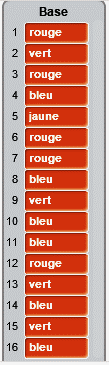 Base
1 rouge
2 vert
3 rouge
4 bleu
5 jaune
6 rouge
7 rouge
8 bleu
9 vert
10 bleu
11 bleu
12 rouge
13 vert
14 bleu
15 vert
16 bleu